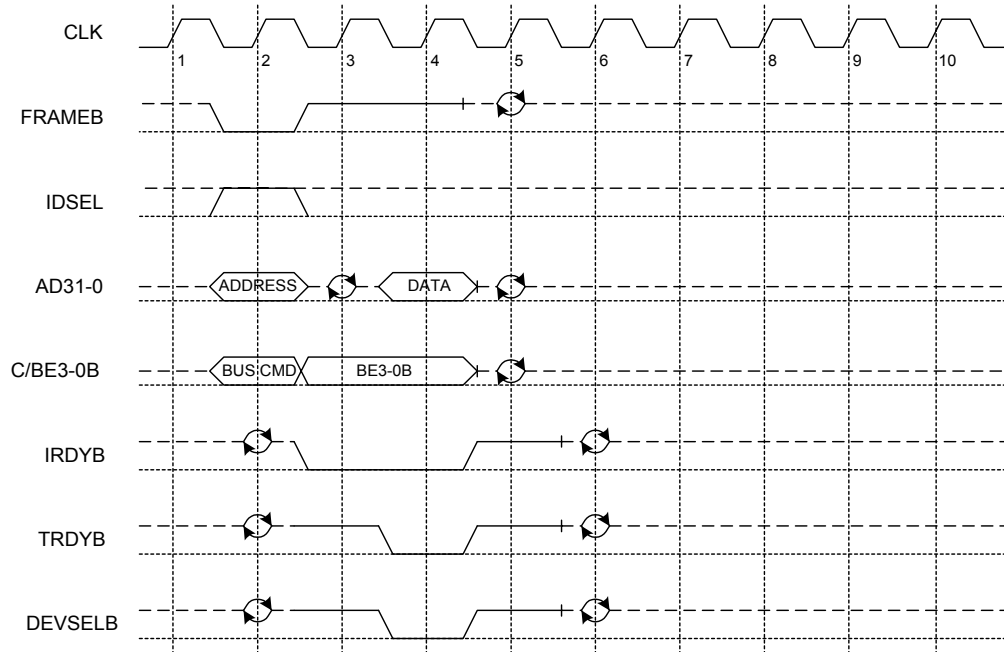 CLK
1 2 3 4 5 6 7 8 9 10
FRAMEB
IDSEL
AD31-0 ADDRESS DATA
C/BE3-0B BUS CMD BE3-0B
IRDYB
TRDYB
DEVSELB